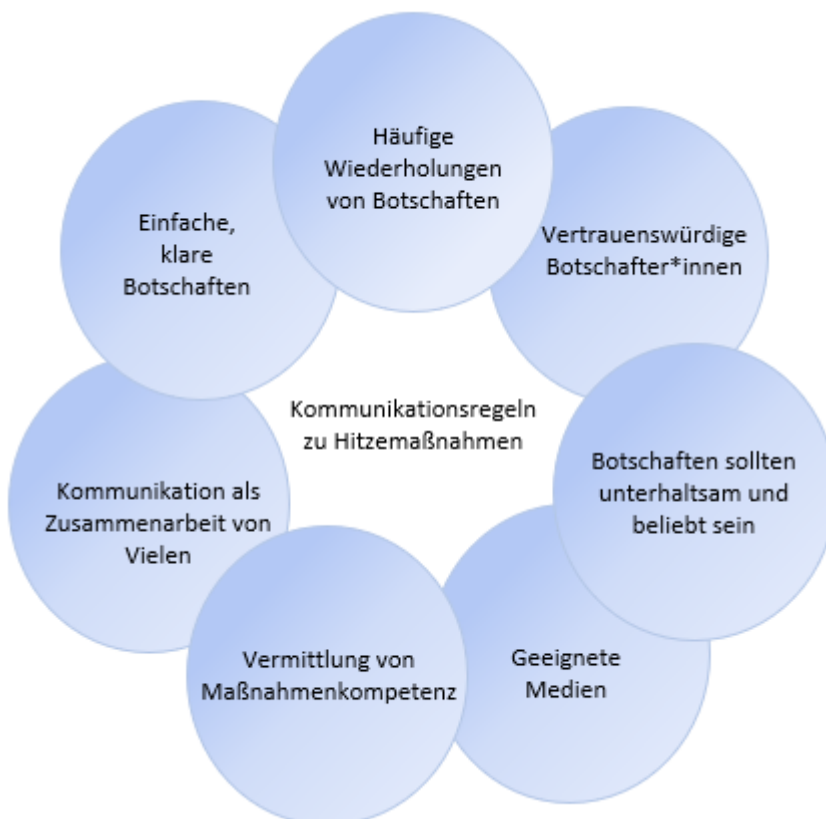 Häufige
Wiederholungen
von Botschaften
Einfache,
klare
Botschaften
Vertrauenswürdige
Botschafter*innen
Kommunikationsregeln
zu Hitzemaßnahmen
Botschaften sollten
unterhaltsam und
beliebt sein
Kommunikation als
Zusammenarbeit von
Vielen
Vermittlung von
Maßnahmenkompetenz
Geeignete
Medien